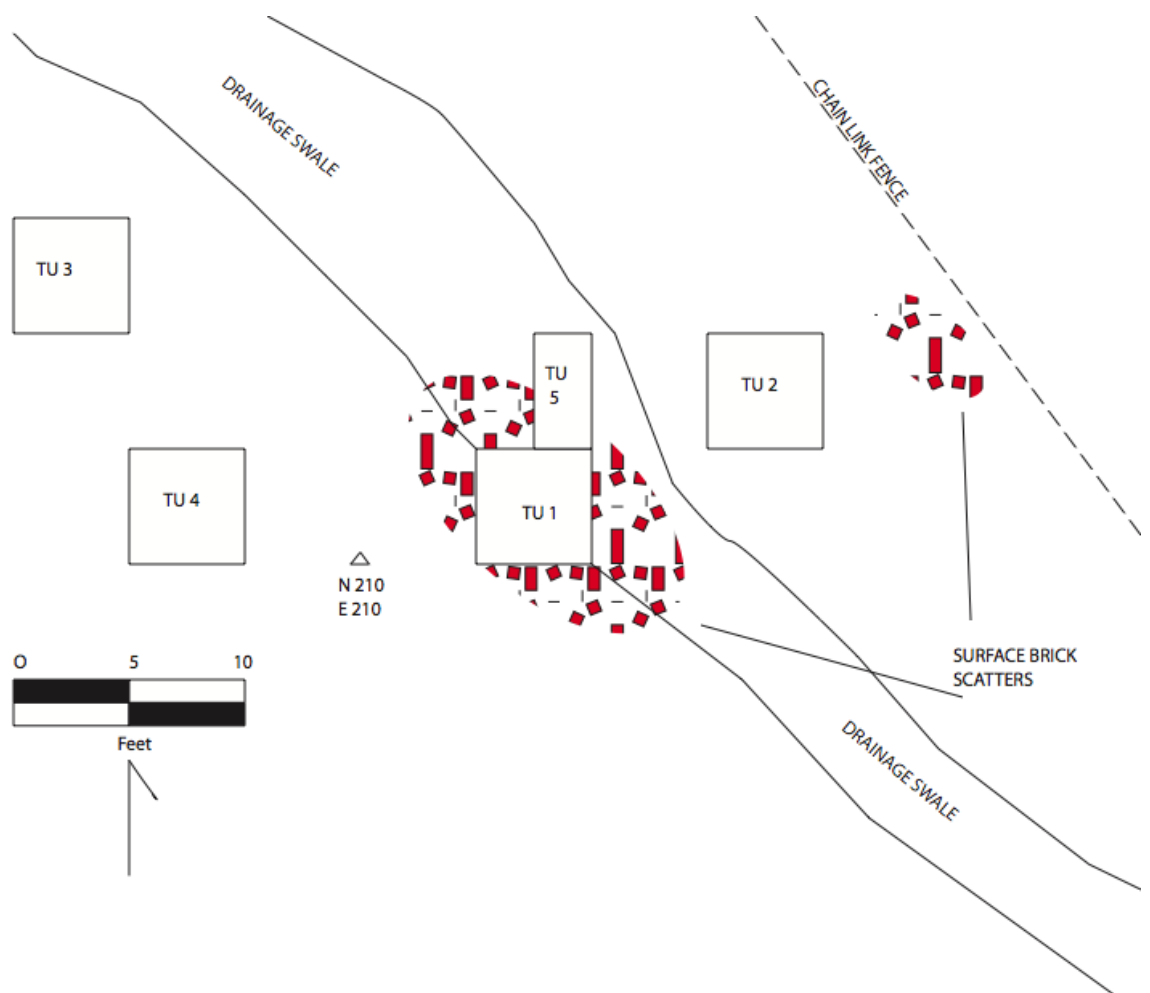 DRAINAGE SWALE
CHAIN LINK FENCE
TU 3
TU
5
TU 2
TU 4
TU 1
N 210
E 210
SURFACE BRICK
SCATTERS
O 5 10
Feet
DRAINAGE SWALE